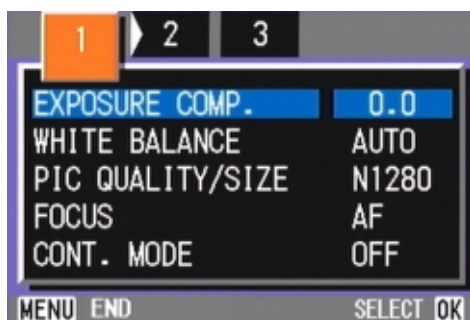 1 2 3
EXPOSURE COMP. 0.0
WHITE BALANCE AUTO
PIC QUALITY/SIZE N1280
FOCUS AF
CONT. MODE OFF
MENU END SELECT OK